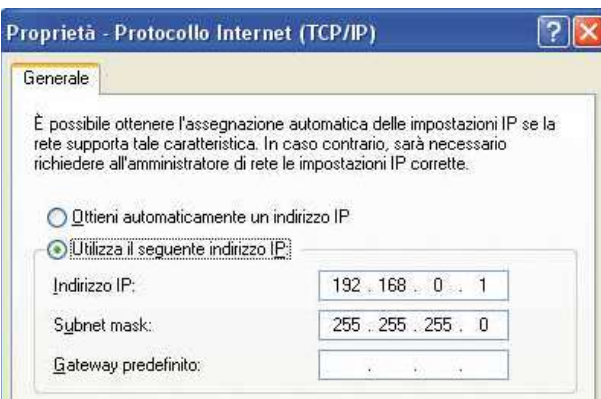 Proprietà - Protocollo Internet (TCP/IP)
Generale
È possibile ottenere l'assegnazione automatica delle impostazioni IP se la
rete supporta tale caratteristica. In caso contrario, sarà necessario
richiedere all'amministratore di rete le impostazioni IP corrette.
Ottieni automaticamente un indirizzo IP
Utilizza il seguente indirizzo IP:
Indirizzo IP: 192 . 168 . 0 . 1
Subnet mask: 255 . 255 . 255 . 0
Gateway predefinito: . . .